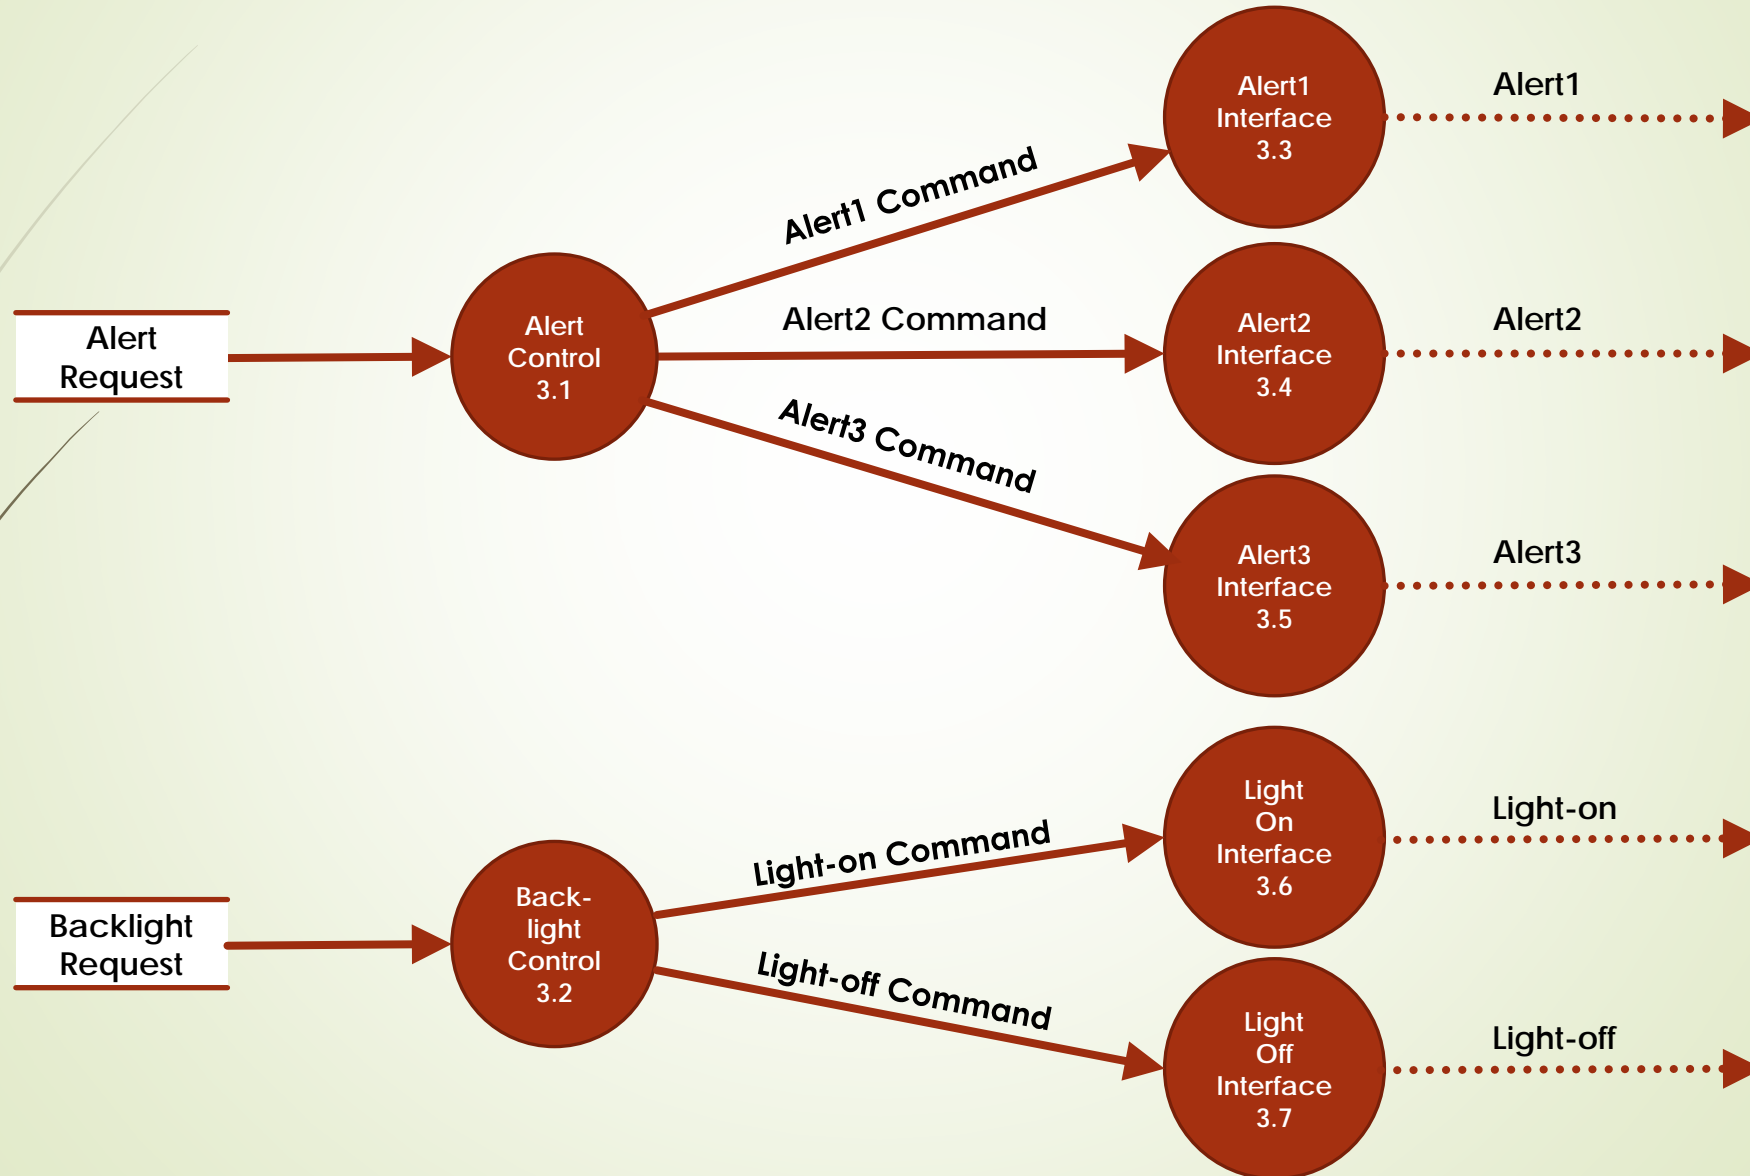 Alert
Request
Alert
Control
3.1
Alert1 Command
Alert2 Command
Alert3 Command
Alert1
Interface
3.3
Alert1
Alert2
Interface
3.4
Alert2
Alert3
Interface
3.5
Alert3
Backlight
Request
Back-
light
Control
3.2
Light-on Command
Light-off Command
Light
On
Interface
3.6
Light-on
Light
Off
Interface
3.7
Light-off